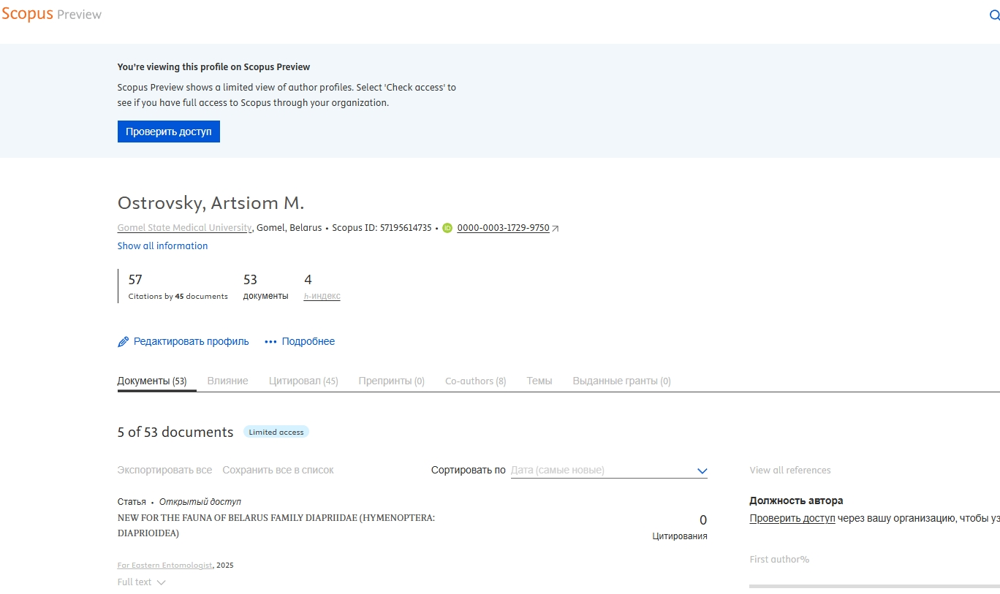 Scopus Preview
You're viewing this profile on Scopus Preview
Scopus Preview shows a limited view of author profiles. Select 'Check access' to
see if you have full access to Scopus through your organization.
Проверить доступ
Ostrovsky, Artsiom M.
Gomel State Medical University, Gomel, Belarus • Scopus ID: 57195614735 • iD 0000-0003-1729-9750
Show all information
57 53 4
Citations by 45 documents документы h-индекс
Редактировать профиль ••• Подробнее
Документы (53) Влияние Цитировал (45) Препринты (0) Co-authors (8) Темы Выданные гранты (0)
5 of 53 documents Limited access
Экспортировать все Сохранить все в список Сортировать по Дата (самые новые)
Статья • Открытый доступ
NEW FOR THE FAUNA OF BELARUS FAMILY DIAPRIIDAE (HYMENOPTERA:
DIAPRIOIDEA)
0
Цитирования
Far Eastern Entomologist, 2025
Full text
View all references
Должность автора
Проверить доступ через вашу организацию, чтобы уз
First author%